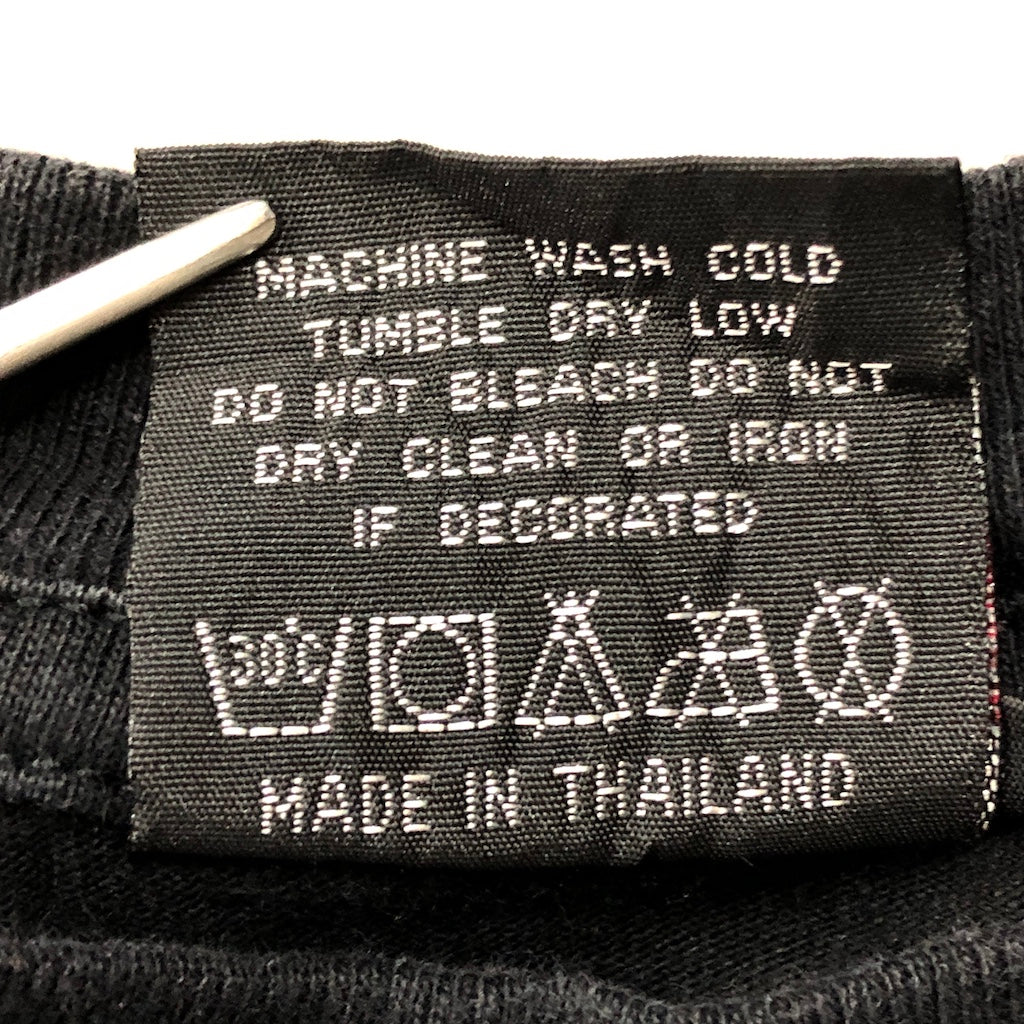 MACHINE WASH COLD
TUMBLE DRY LOW
DO NOT BLEACH DO NOT
DRY CLEAN OR IRON
IF DECORATED
30°C
MADE IN THAILAND